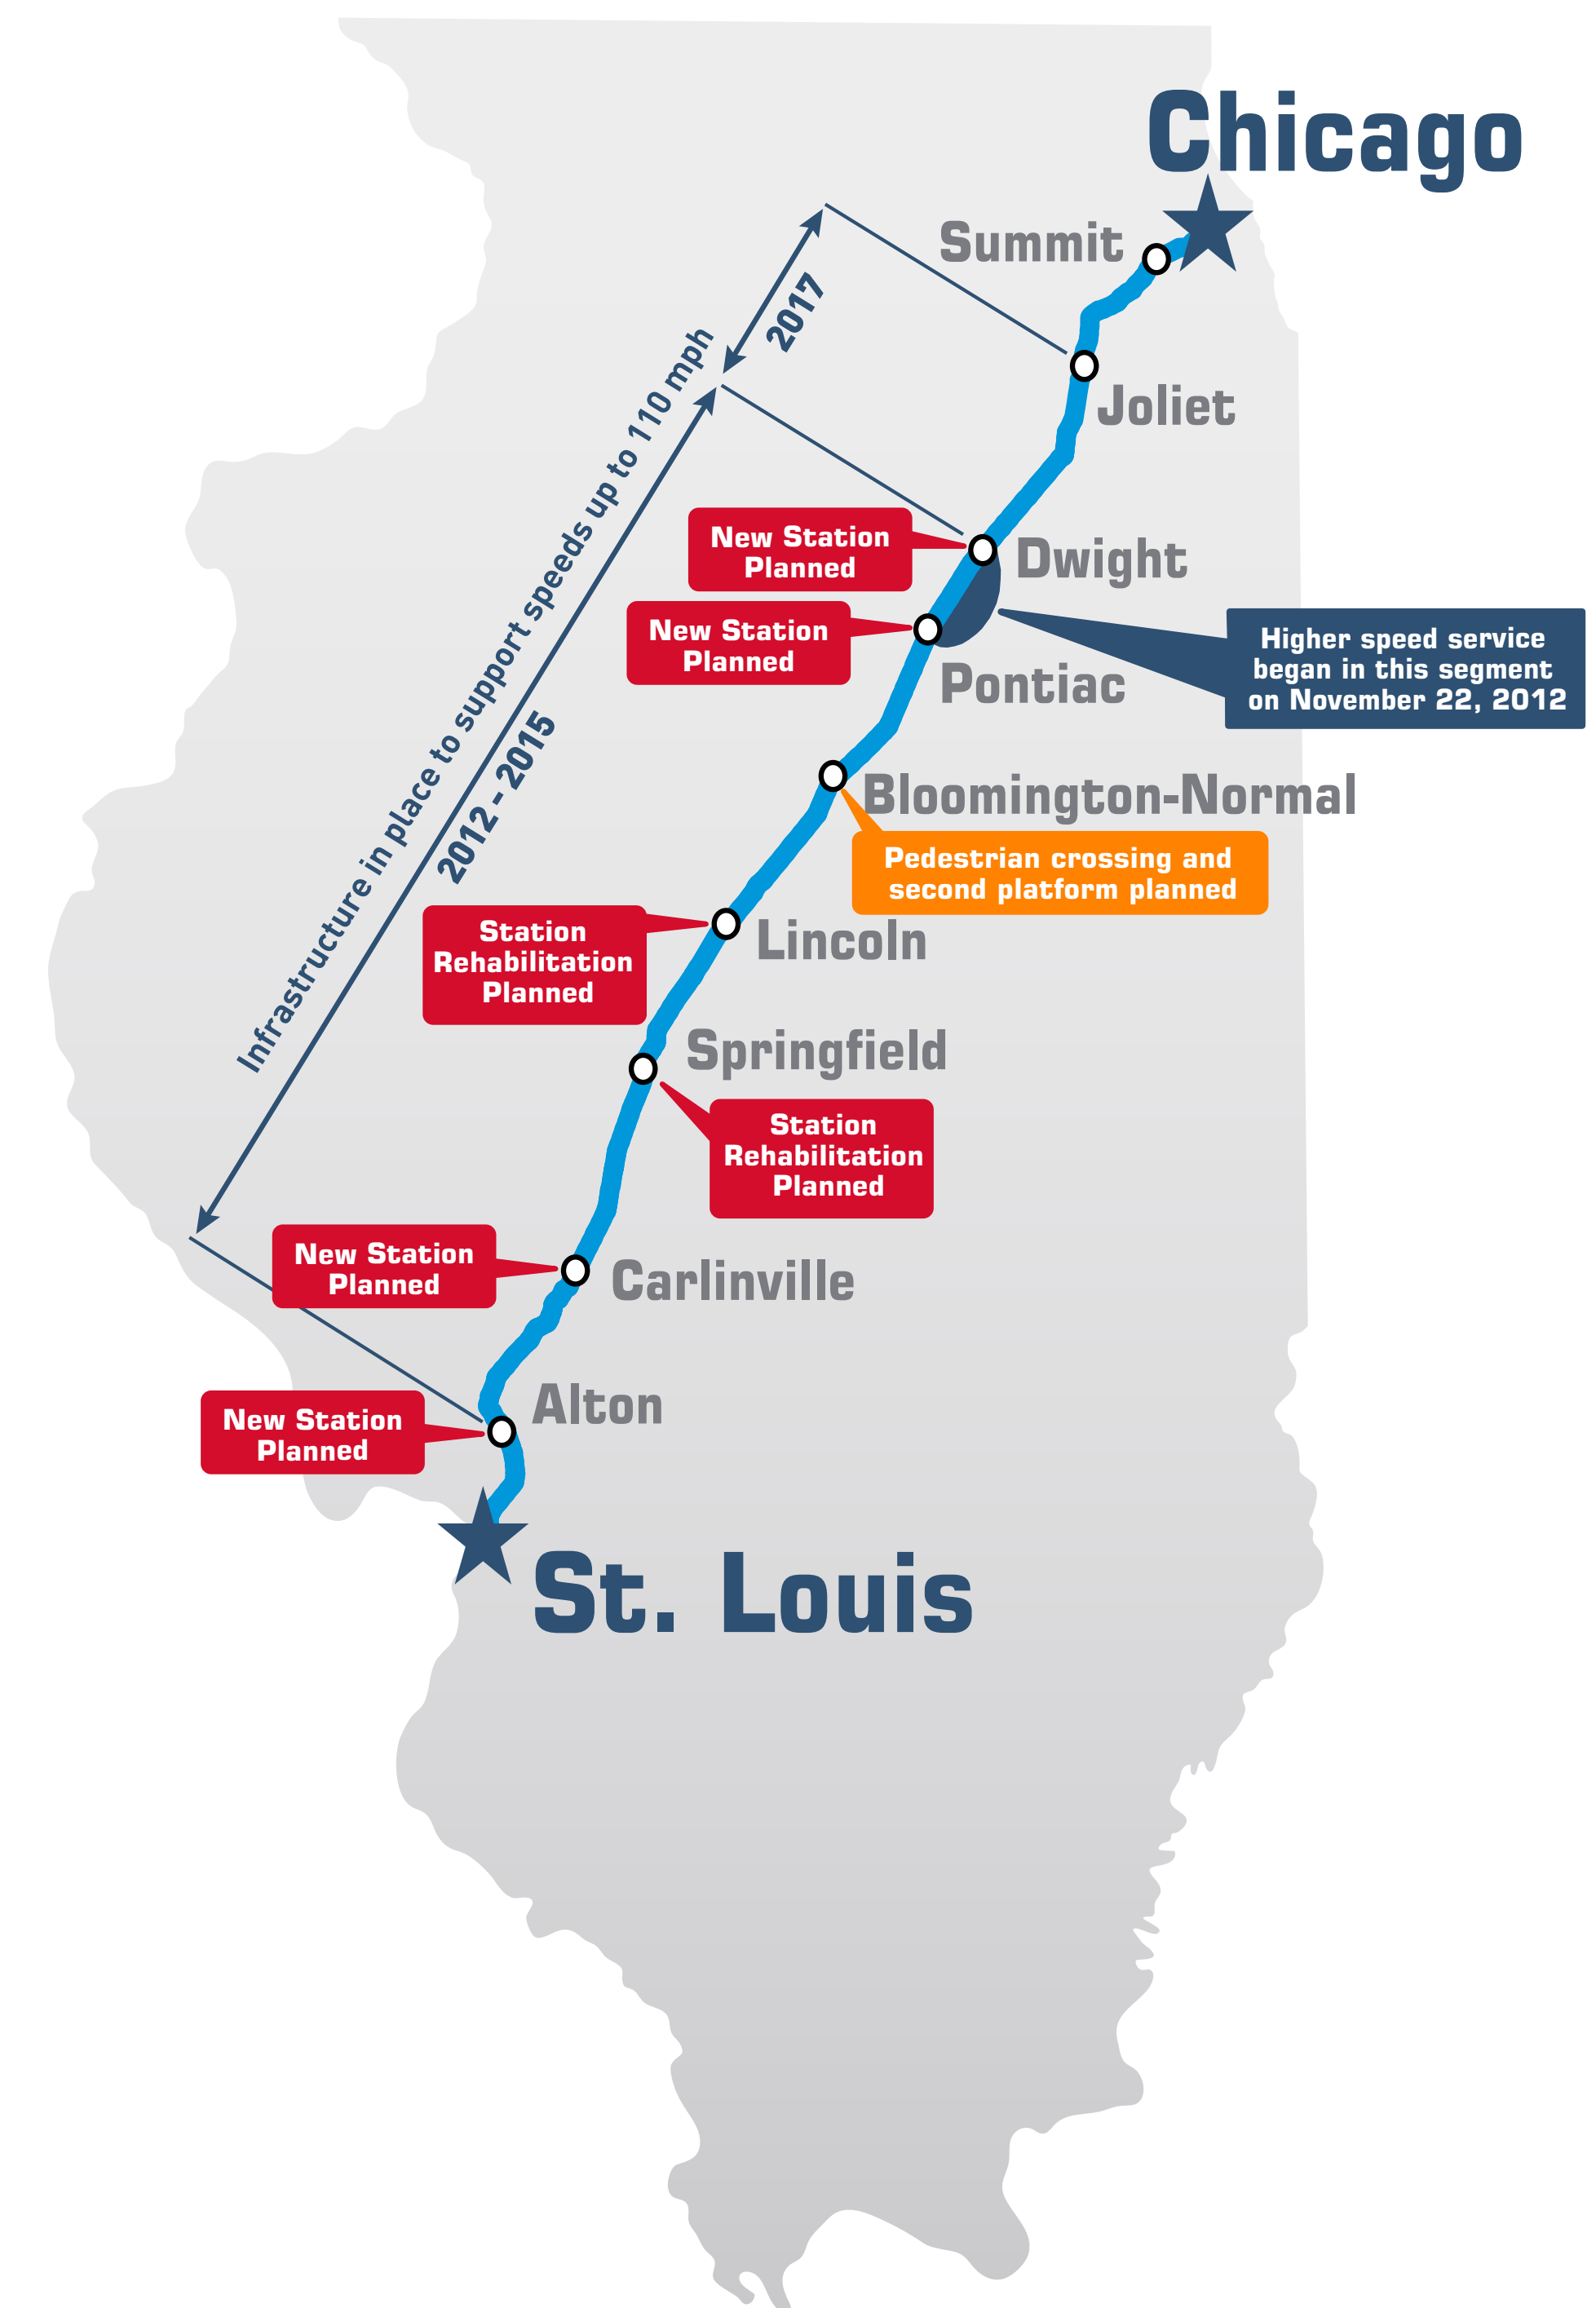 Chicago
Summit
2017
Joliet
Infrastructure in place to support speeds up to 110 mph
2012 - 2015
New Station
Planned
Dwight
New Station
Planned
Pontiac
Higher speed service
began in this segment
on November 22, 2012
Bloomington-Normal
Pedestrian crossing and
second platform planned
Station
Rehabilitation
Planned
Lincoln
Springfield
Station
Rehabilitation
Planned
New Station
Planned
Carlinville
Alton
New Station
Planned
St. Louis